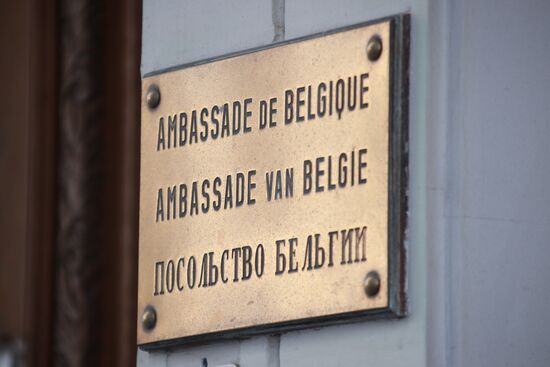 AMBASSADE DE BELGIQUE
AMBASSADE VAN BELGIE
ПОСОЛЬСТВО БЕЛЬГИИ